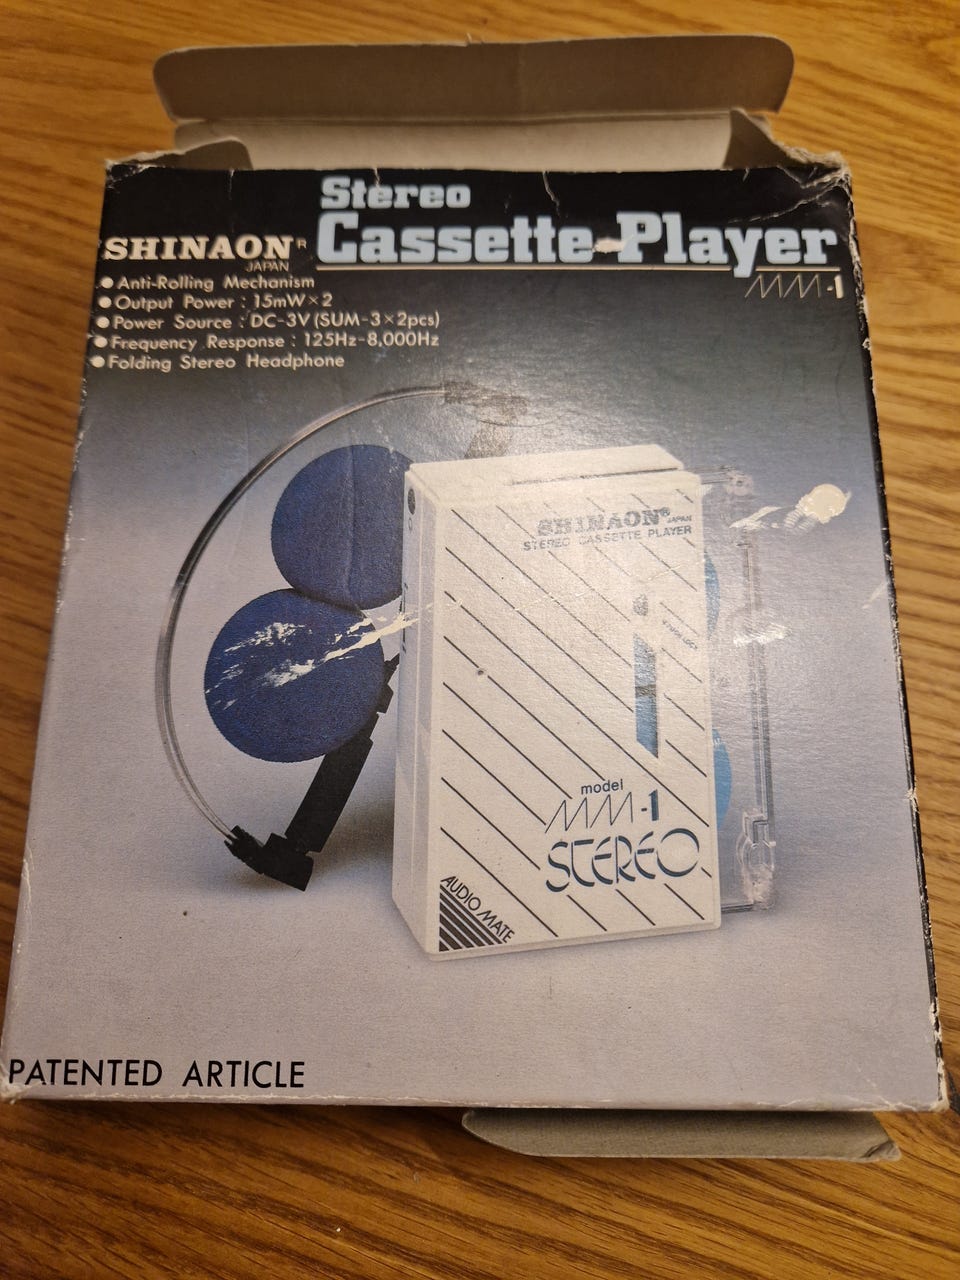 Stereo
Cassette Player
SHINAON R
JAPAN
MM-1
●Anti-Rolling Mechanism
●Output Power : 15mW×2
●Power Source : DC-3V (SUM-3×2pcs)
●Frequency Response : 125Hz-8,000Hz
●Folding Stereo Headphone
SHINAON® JAPAN
STEREO CASSETTE PLAYER
model
MM-1
STEREO
AUDIO MATE
PATENTED ARTICLE